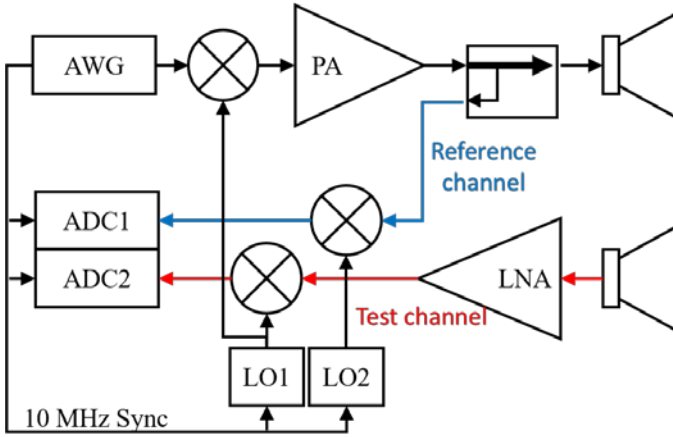 AWG
PA
Reference
channel
ADC1
ADC2
LNA
Test channel
LO1
LO2
10 MHz Sync